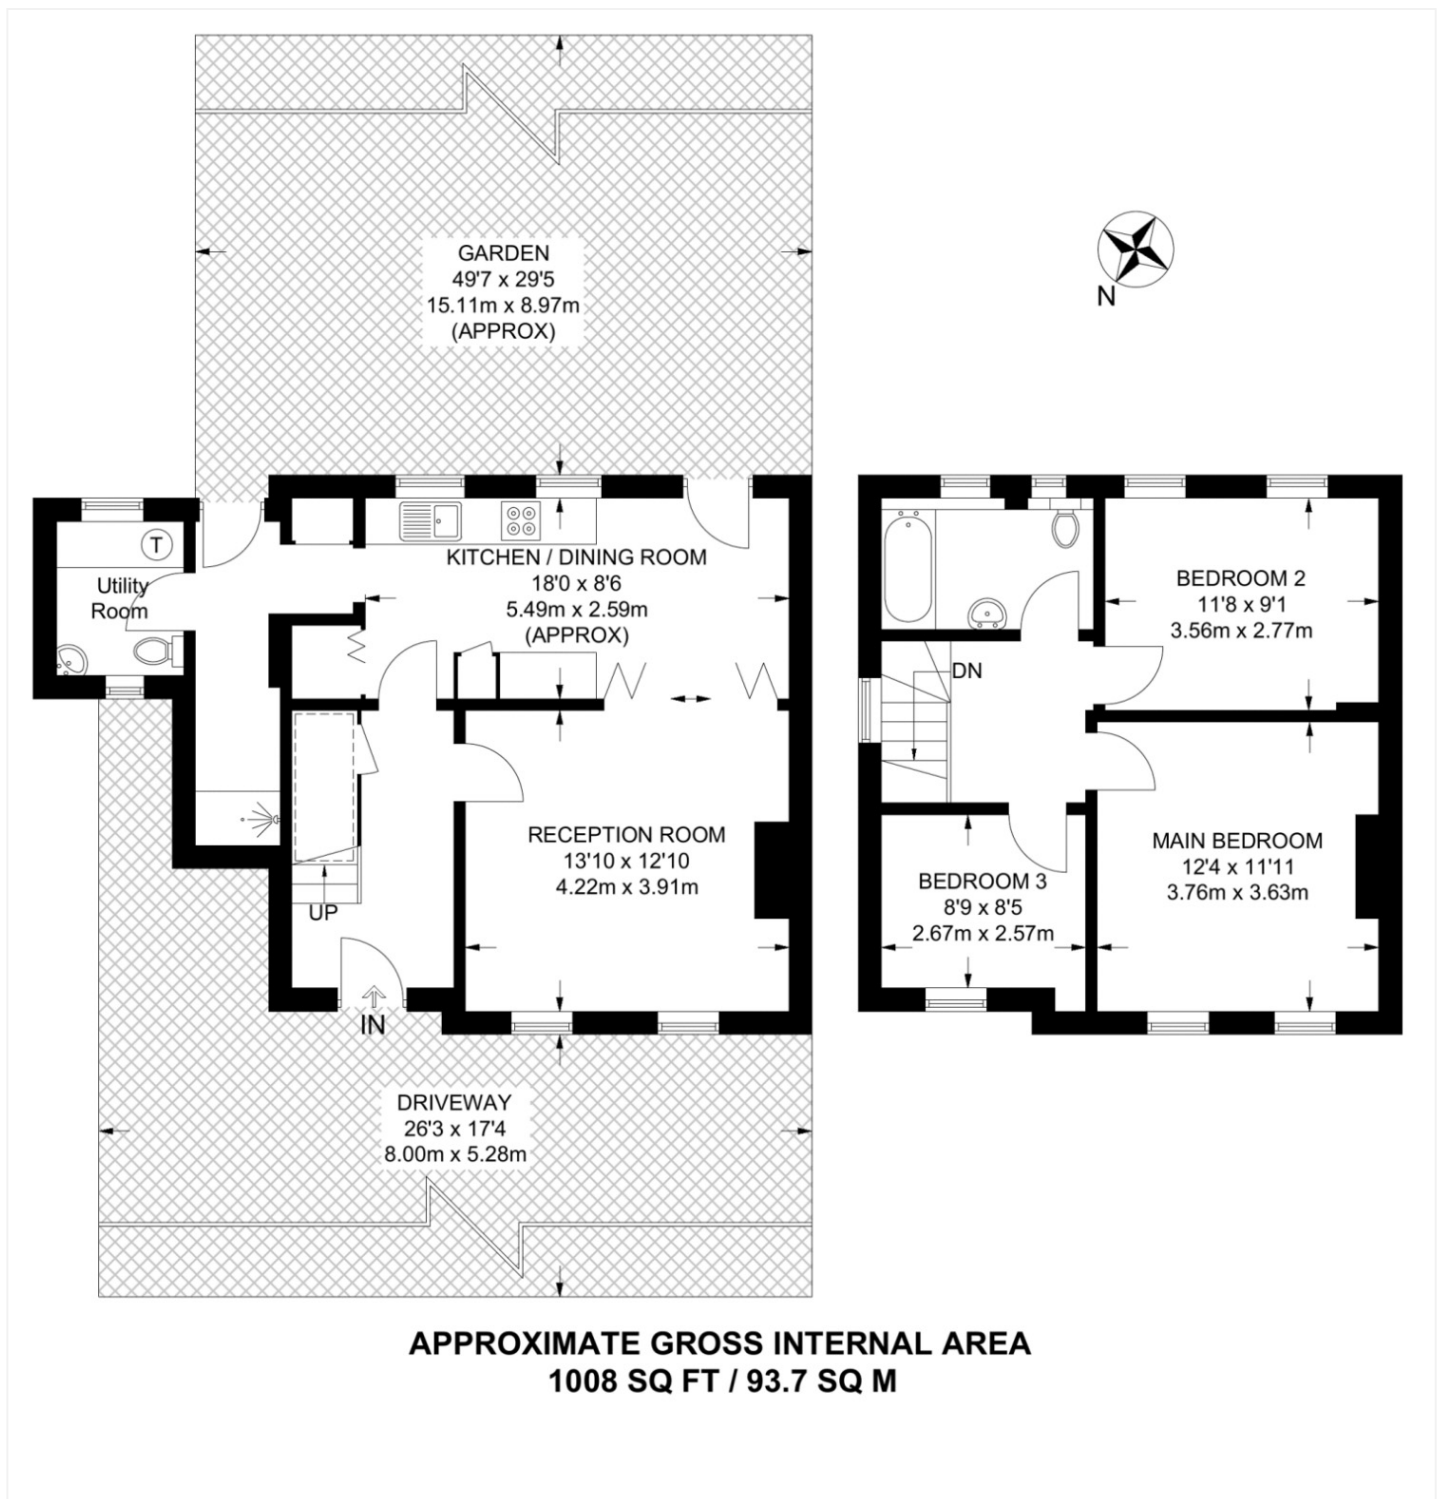 GARDEN
49'7 x 29'5
15.11m x 8.97m
(APPROX)
N
KITCHEN / DINING ROOM
18'0 x 8'6
5.49m x 2.59m
(APPROX)
T
Utility
Room
BEDROOM 2
11'8 x 9'1
3.56m x 2.77m
DN
RECEPTION ROOM
13'10 x 12'10
4.22m x 3.91m
UP
IN
MAIN BEDROOM
12'4 x 11'11
3.76m x 3.63m
BEDROOM 3
8'9 x 8'5
2.67m x 2.57m
DRIVEWAY
26'3 x 17'4
8.00m x 5.28m
APPROXIMATE GROSS INTERNAL AREA
1008 SQ FT / 93.7 SQ M